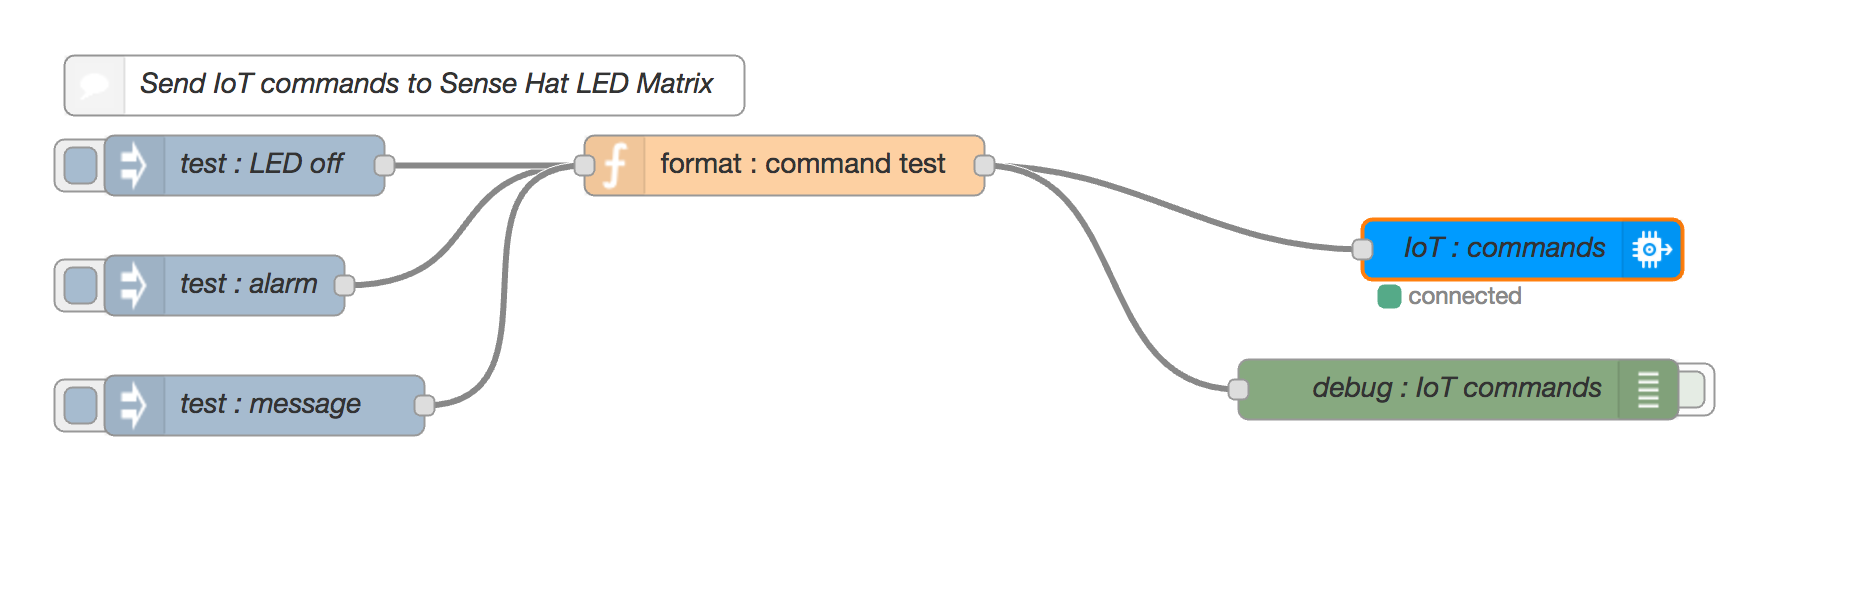 Send IoT commands to Sense Hat LED Matrix
test : LED off
format : command test
IoT : commands
test : alarm
connected
debug : IoT commands
test : message